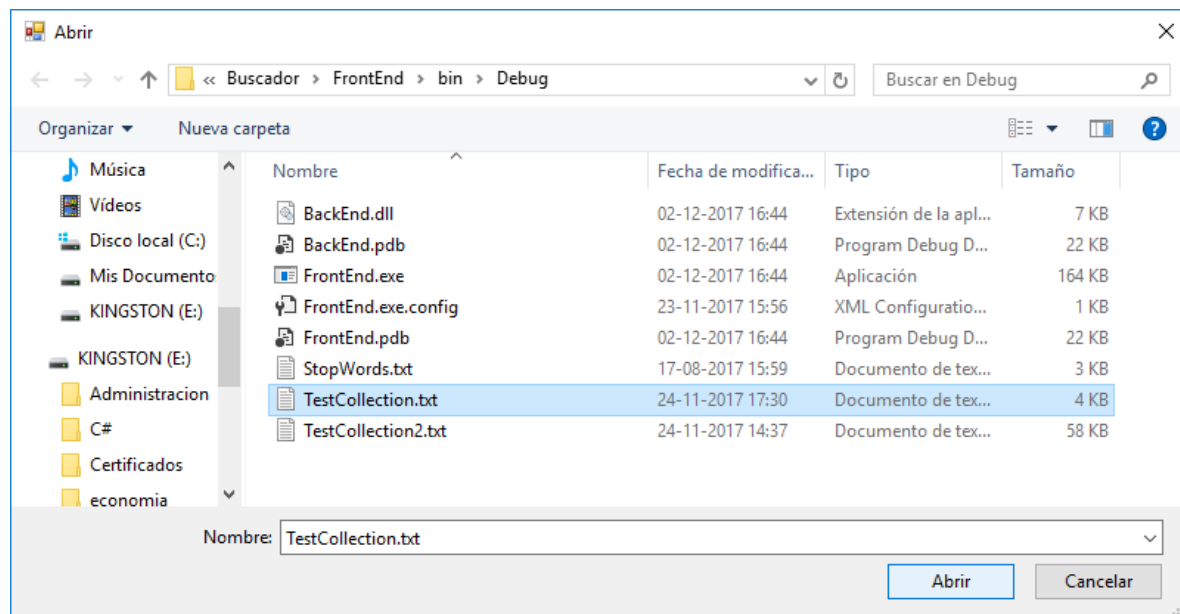 Abrir
« Buscador > FrontEnd > bin > Debug
Buscar en Debug
Organizar
Nueva carpeta
Música
Vídeos
Disco local (C:)
Mis Documento
KINGSTON (E:)
KINGSTON (E:)
Administracion
C#
Certificados
economia
Nombre Fecha de modifica... Tipo Tamaño
BackEnd.dll 02-12-2017 16:44 Extensión de la apl... 7 KB
BackEnd.pdb 02-12-2017 16:44 Program Debug D... 22 KB
FrontEnd.exe 02-12-2017 16:44 Aplicación 164 KB
FrontEnd.exe.config 23-11-2017 15:56 XML Configuratio... 1 KB
FrontEnd.pdb 02-12-2017 16:44 Program Debug D... 22 KB
StopWords.txt 17-08-2017 15:59 Documento de tex... 3 KB
TestCollection.txt 24-11-2017 17:30 Documento de tex... 4 KB
TestCollection2.txt 24-11-2017 14:37 Documento de tex... 58 KB
Nombre: TestCollection.txt
Abrir Cancelar